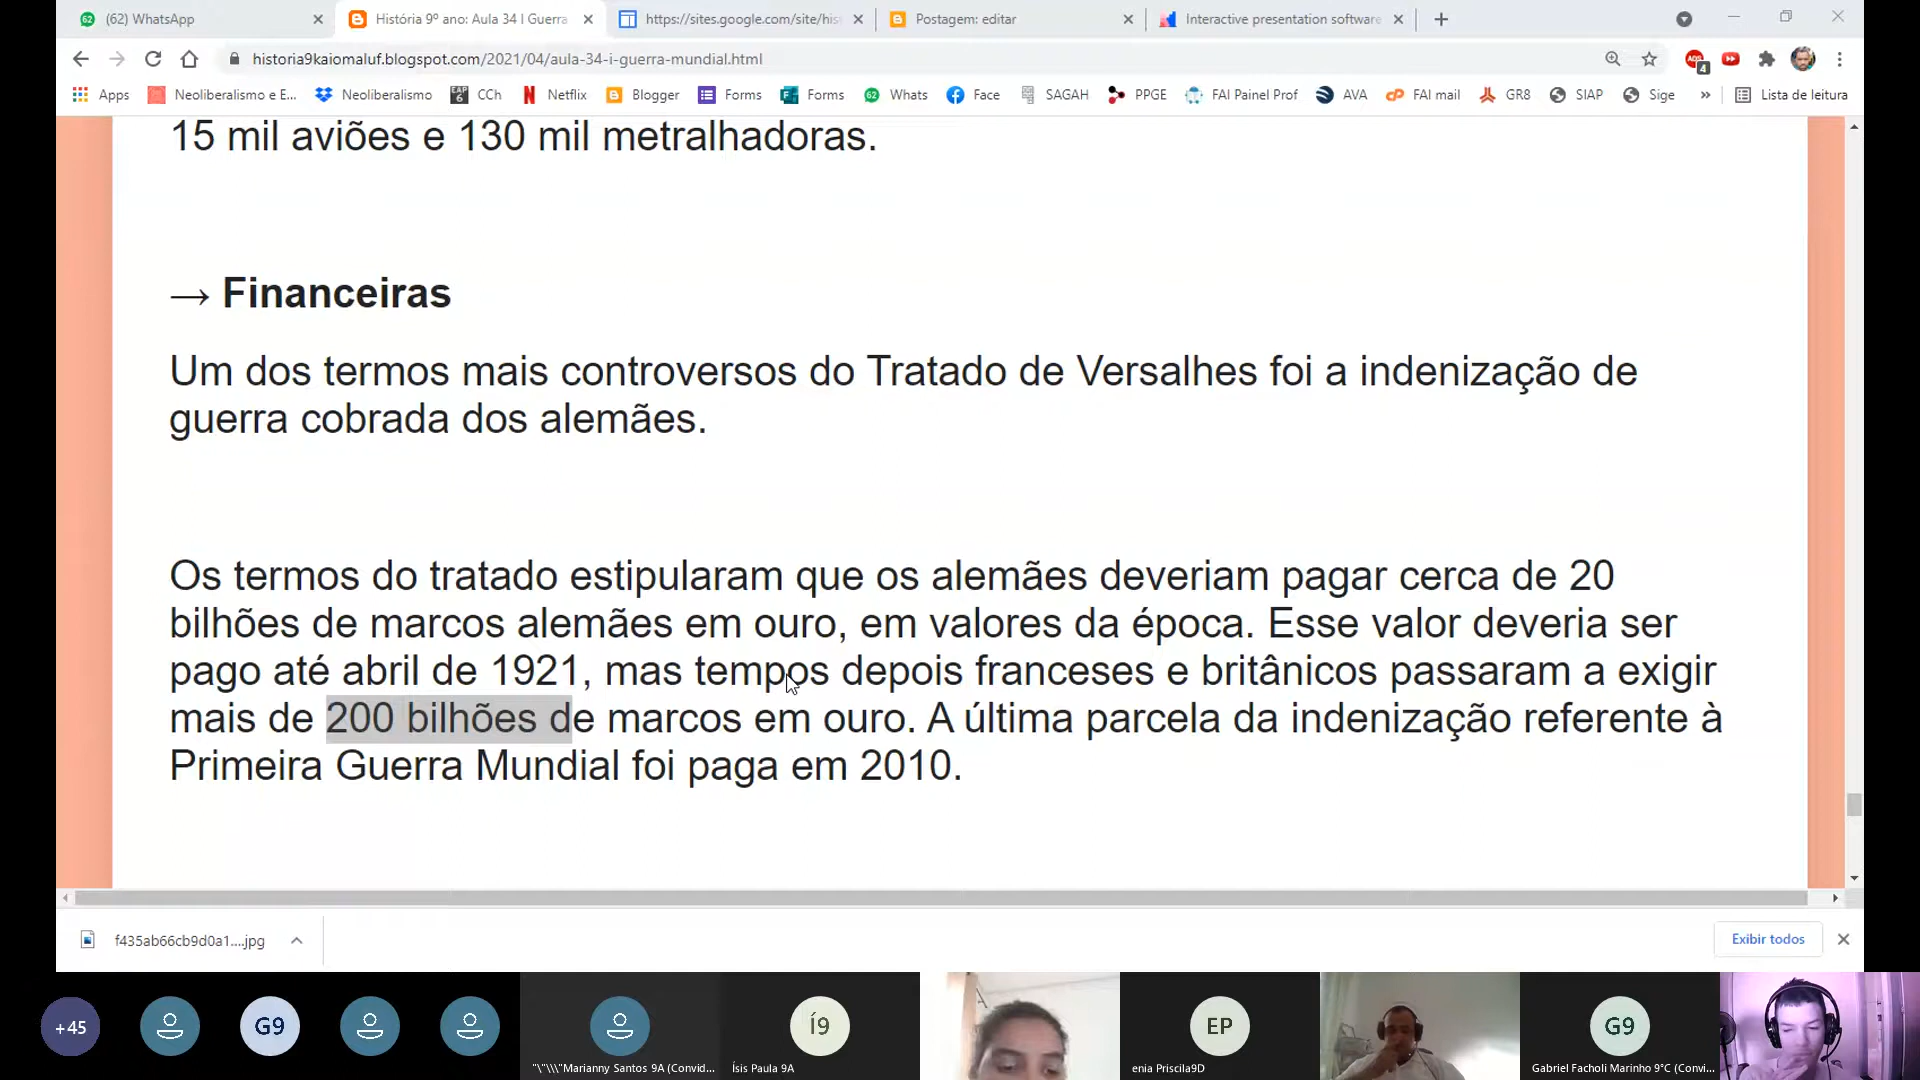 (62) WhatsApp
História 9º ano: Aula 34 I Guerra
https://sites.google.com/site/his
Postagem: editar
Interactive presentation software
historia9kaiomaluf.blogspot.com/2021/04/aula-34-i-guerra-mundial.html
4
Apps
Neoliberalismo e E...
Neoliberalismo
CCh
Netflix
Blogger
Forms
Forms
Whats
Face
SAGAH
PPGE
FAI Painel Prof
AVA
FAI mail
GR8
SIAP
Sige
»
Lista de leitura
15 mil aviões e 130 mil metralhadoras.
→ Financeiras
Um dos termos mais controversos do Tratado de Versalhes foi a indenização de
guerra cobrada dos alemães.
Os termos do tratado estipularam que os alemães deveriam pagar cerca de 20
bilhões de marcos alemães em ouro, em valores da época. Esse valor deveria ser
pago até abril de 1921, mas tempos depois franceses e britânicos passaram a exigir
mais de 200 bilhões de marcos em ouro. A última parcela da indenização referente à
Primeira Guerra Mundial foi paga em 2010.
f435ab66cb9d0a1....jpg
Exibir todos
+45
G9
Í9
EP
G9
"\"\\\"Marianny Santos 9A (Convid...
Ísis Paula 9A
enia Priscila9D
Gabriel Facholi Marinho 9°C (Convi...